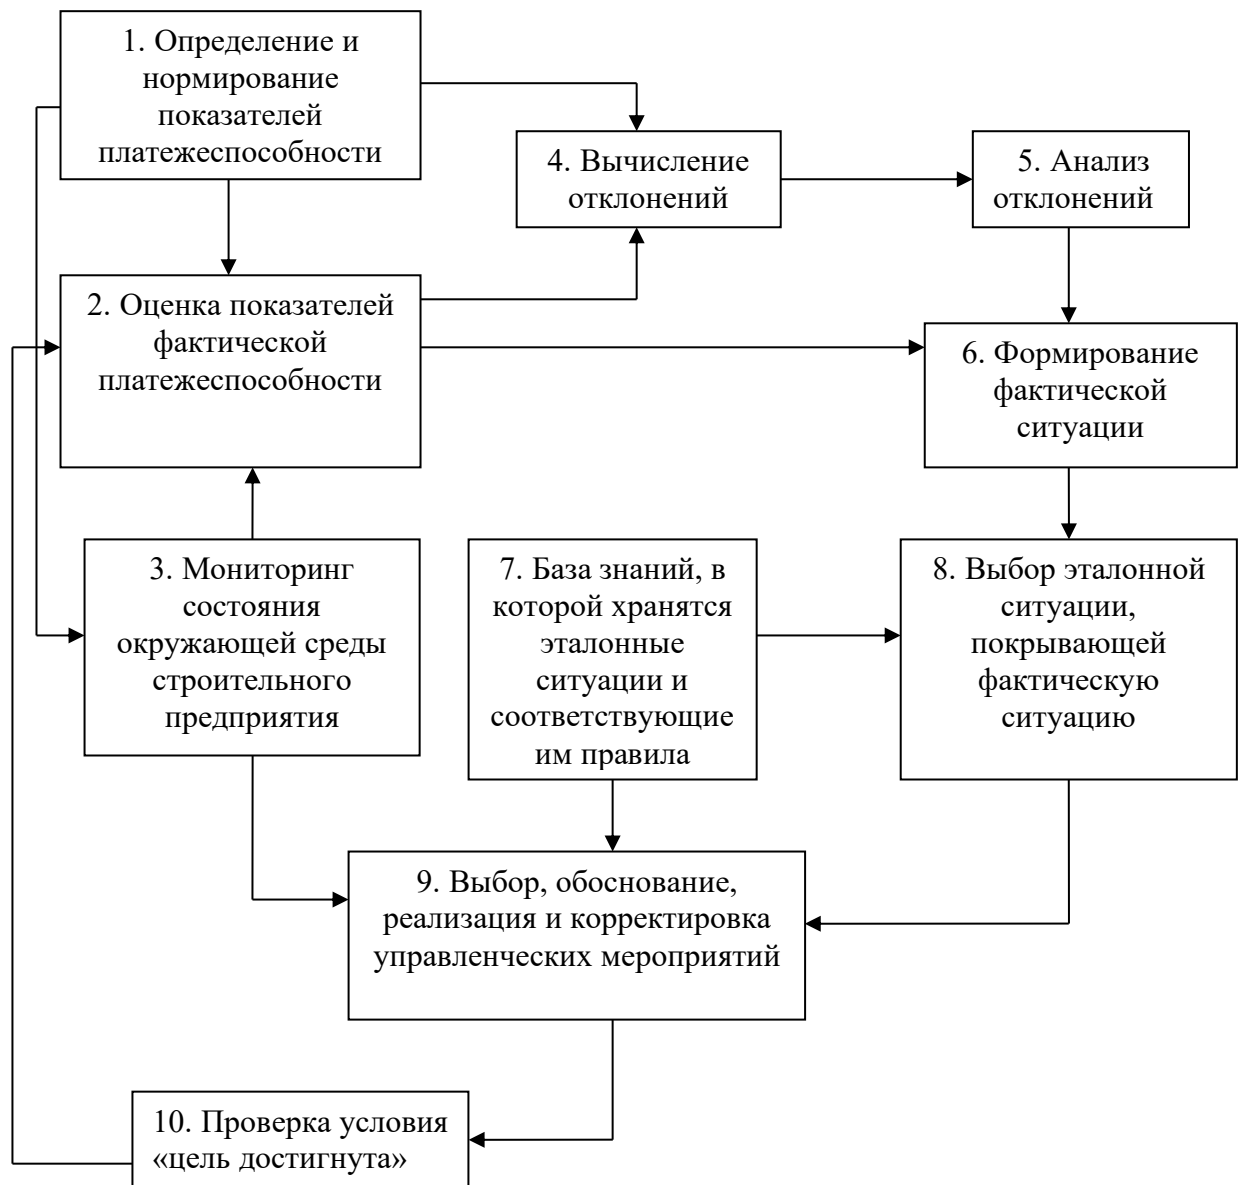 1. Определение и
нормирование
показателей
платежеспособности
4. Вычисление
отклонений
5. Анализ
отклонений
2. Оценка показателей
фактической
платежеспособности
6. Формирование
фактической
ситуации
3. Мониторинг
состояния
окружающей среды
строительного
предприятия
7. База знаний, в
которой хранятся
эталонные
ситуации и
соответствующие
им правила
8. Выбор эталонной
ситуации,
покрывающей
фактическую
ситуацию
9. Выбор, обоснование,
реализация и корректировка
управленческих мероприятий
10. Проверка условия
«цель достигнута»